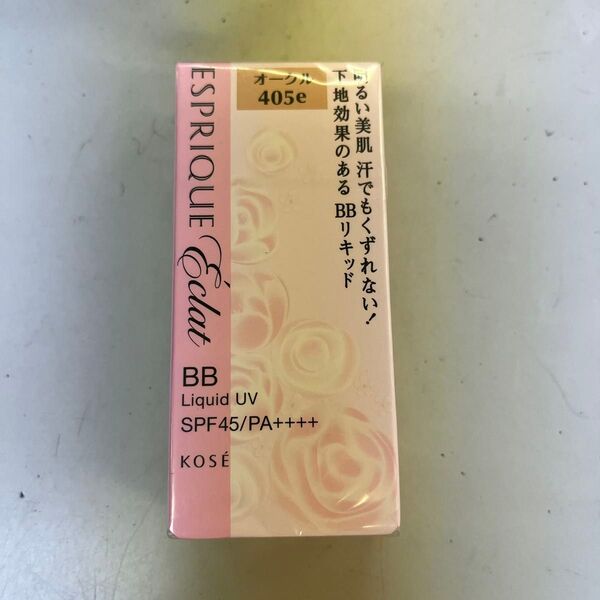 オークル
405e
明るい美肌 汗でもくずれない!
下地効果のある BBリキッド
ESPRIQUE
Éclat
BB
Liquid UV
SPF45/PA++++
KOSÉ